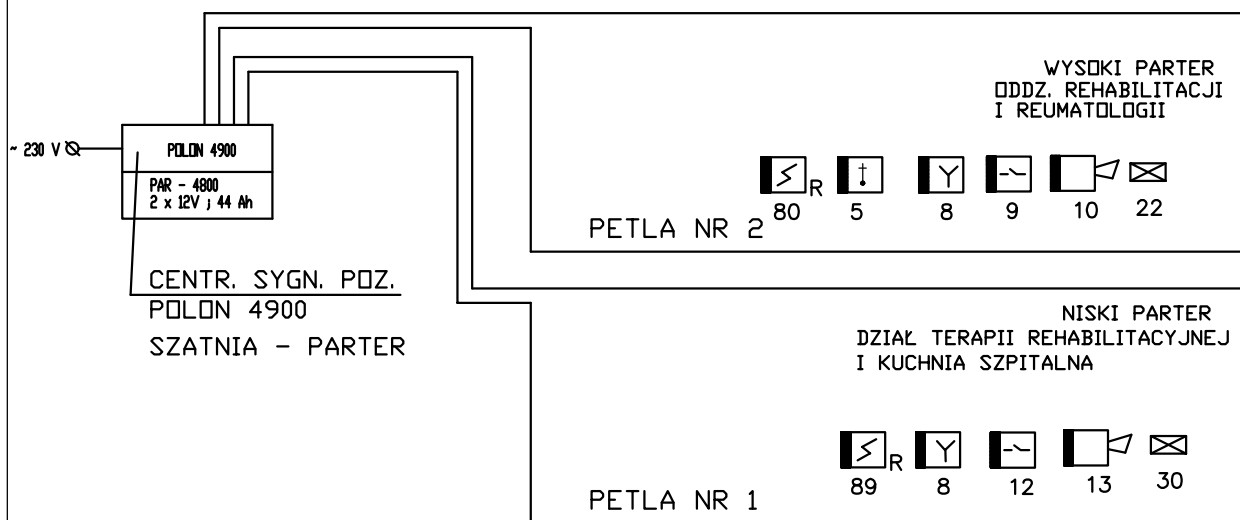 WYSOKI PARTER
ODDZ. REHABILITACJI
I REUMATOLOGII
~ 230 V
POLON 4900
PAR - 4800
2 x 12V ; 44 Ah
R
80 5 8 9 10 22
PETLA NR 2
CENTR. SYGN. POZ.
POLON 4900
SZATNIA - PARTER
NISKI PARTER
DZIAŁ TERAPII REHABILITACYJNEJ
I KUCHNIA SZPITALNA
R
89 8 12 13 30
PETLA NR 1